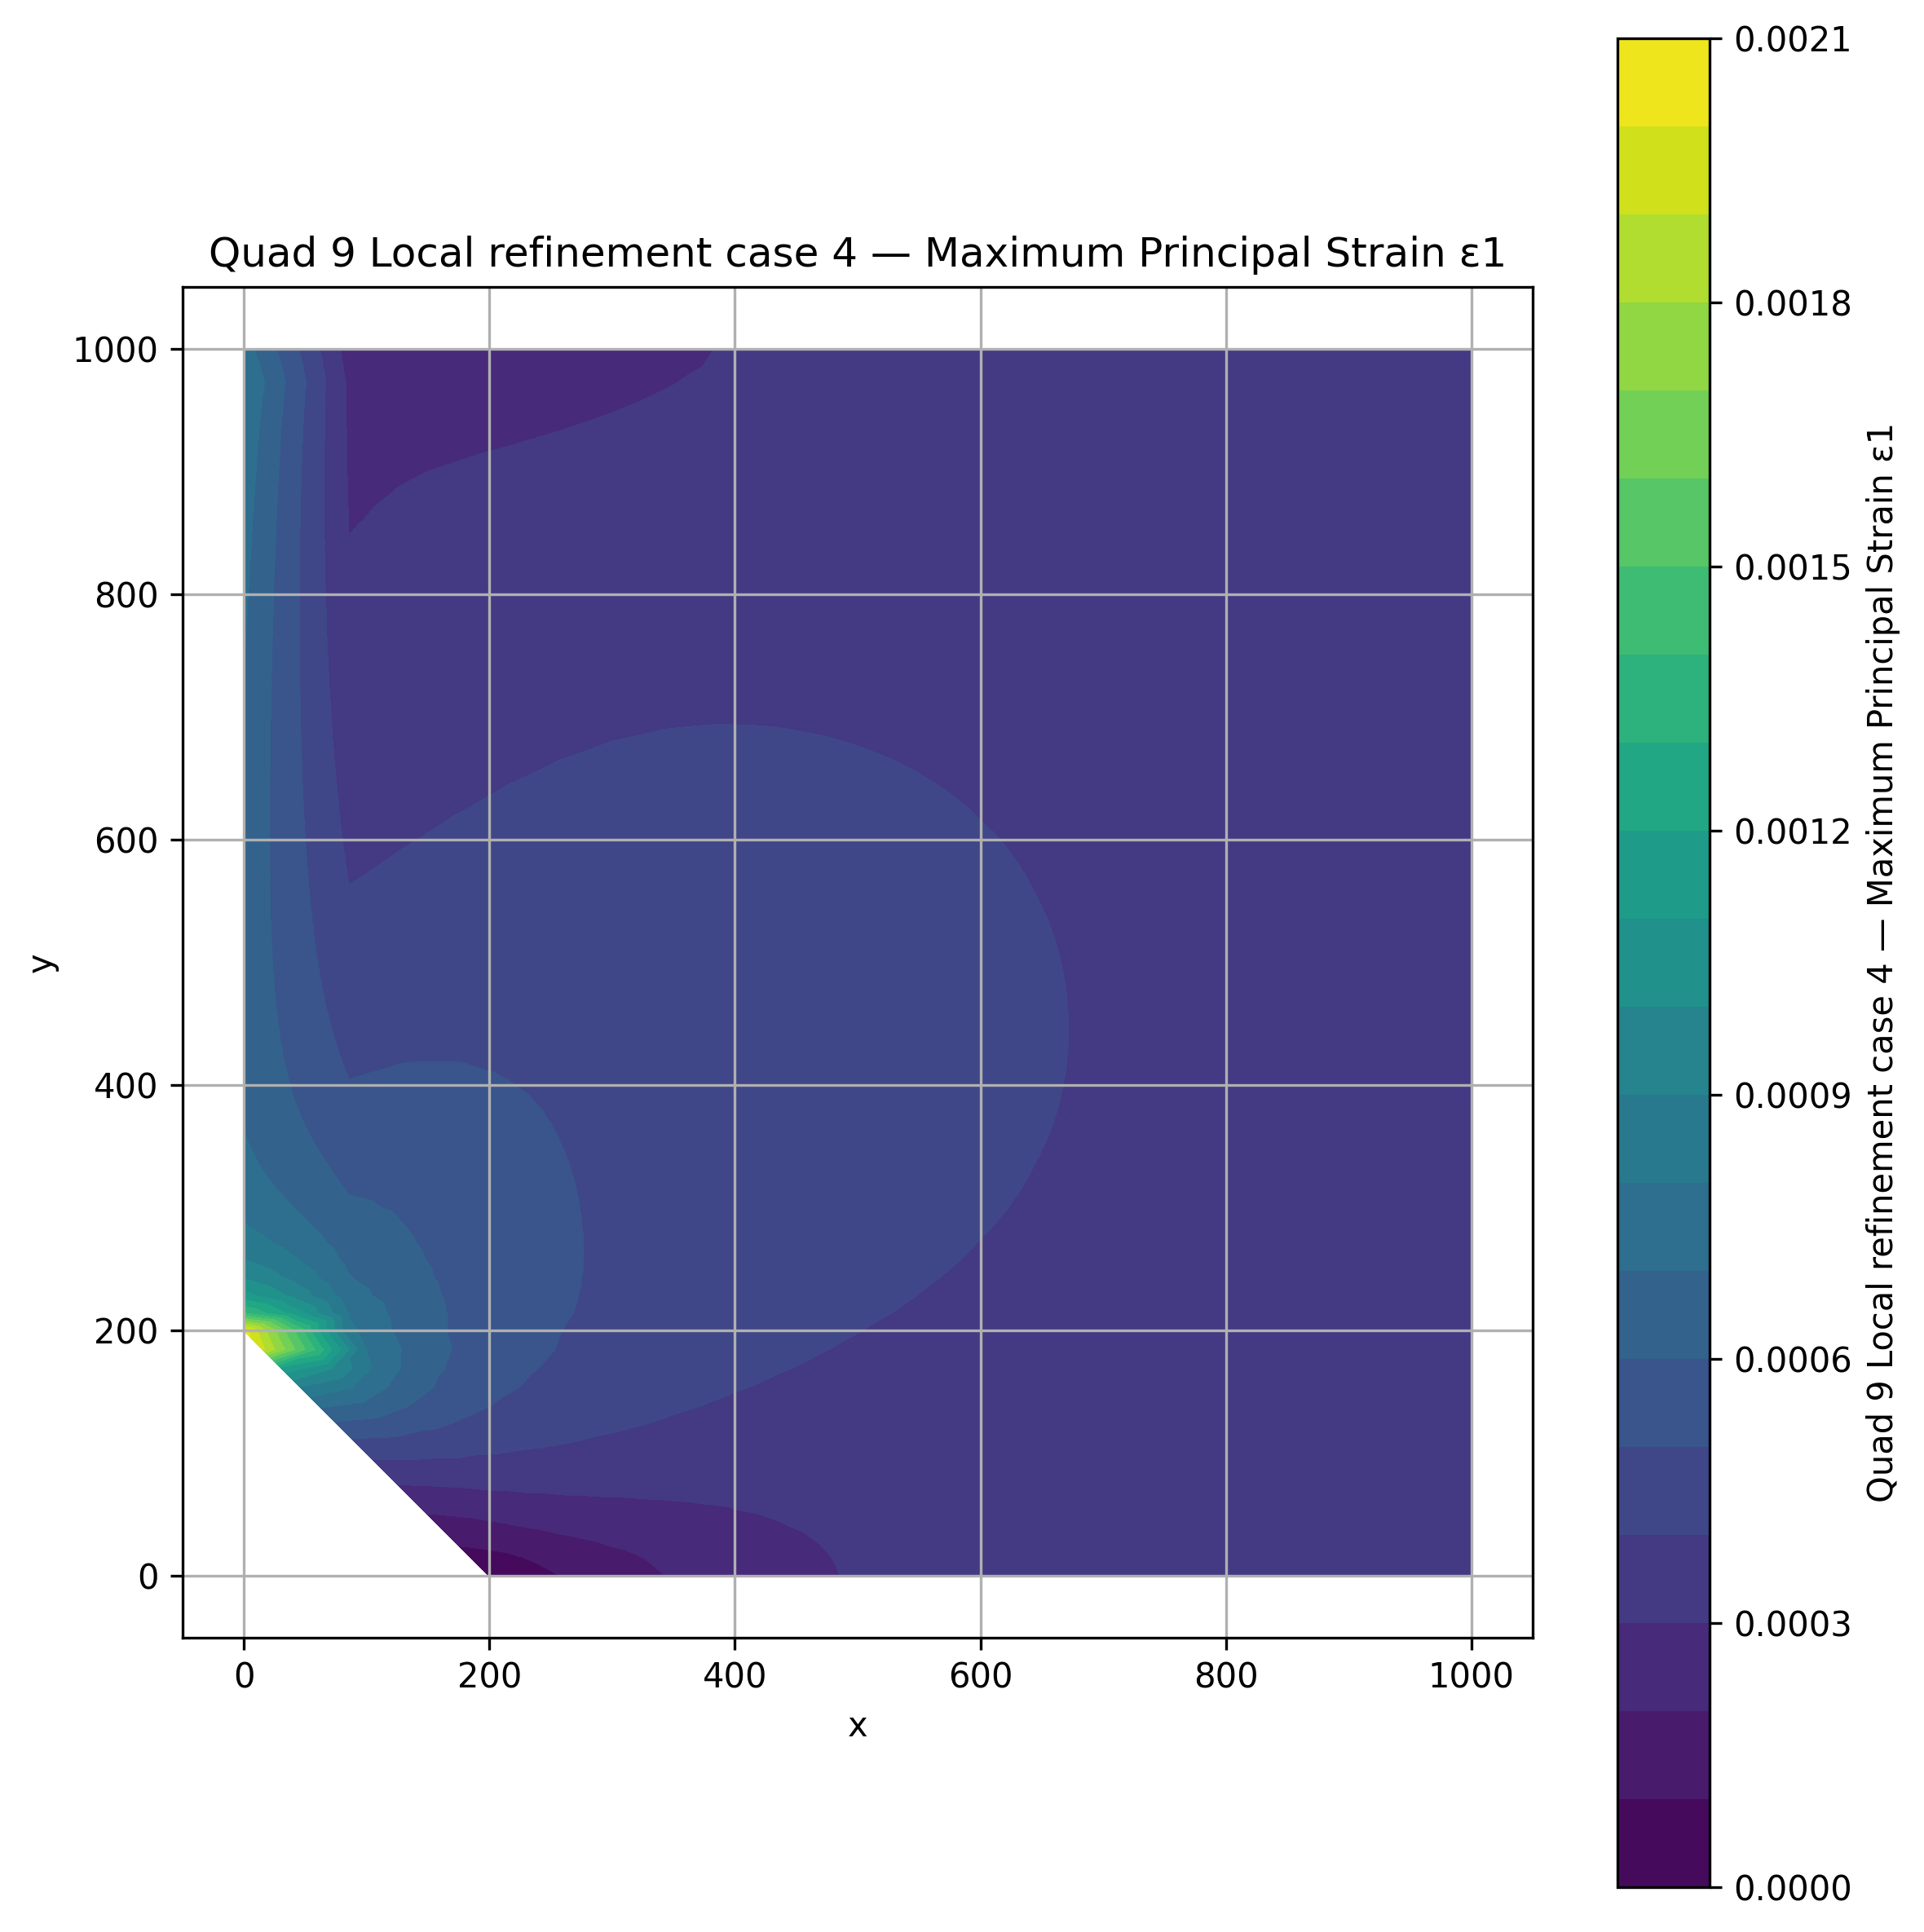 Quad 9 Local refinement case 4 — Maximum Principal Strain ε1
1000
800
600
400
200
0
y
0 200 400 600 800 1000
x
0.0021
0.0018
0.0015
0.0012
0.0009
0.0006
0.0003
0.0000
Quad 9 Local refinement case 4 — Maximum Principal Strain ε1